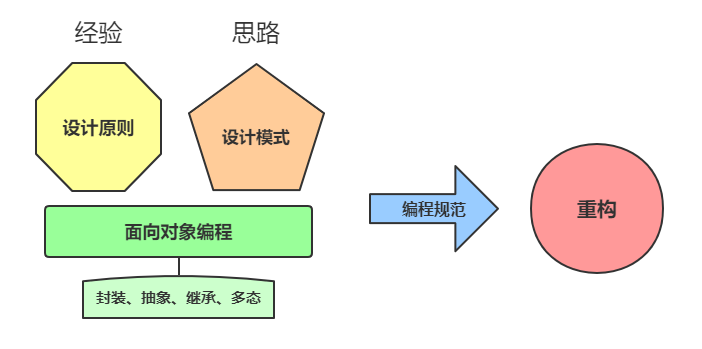 经验
思路
设计原则
设计模式
编程规范
重构
面向对象编程
封装、抽象、继承、多态